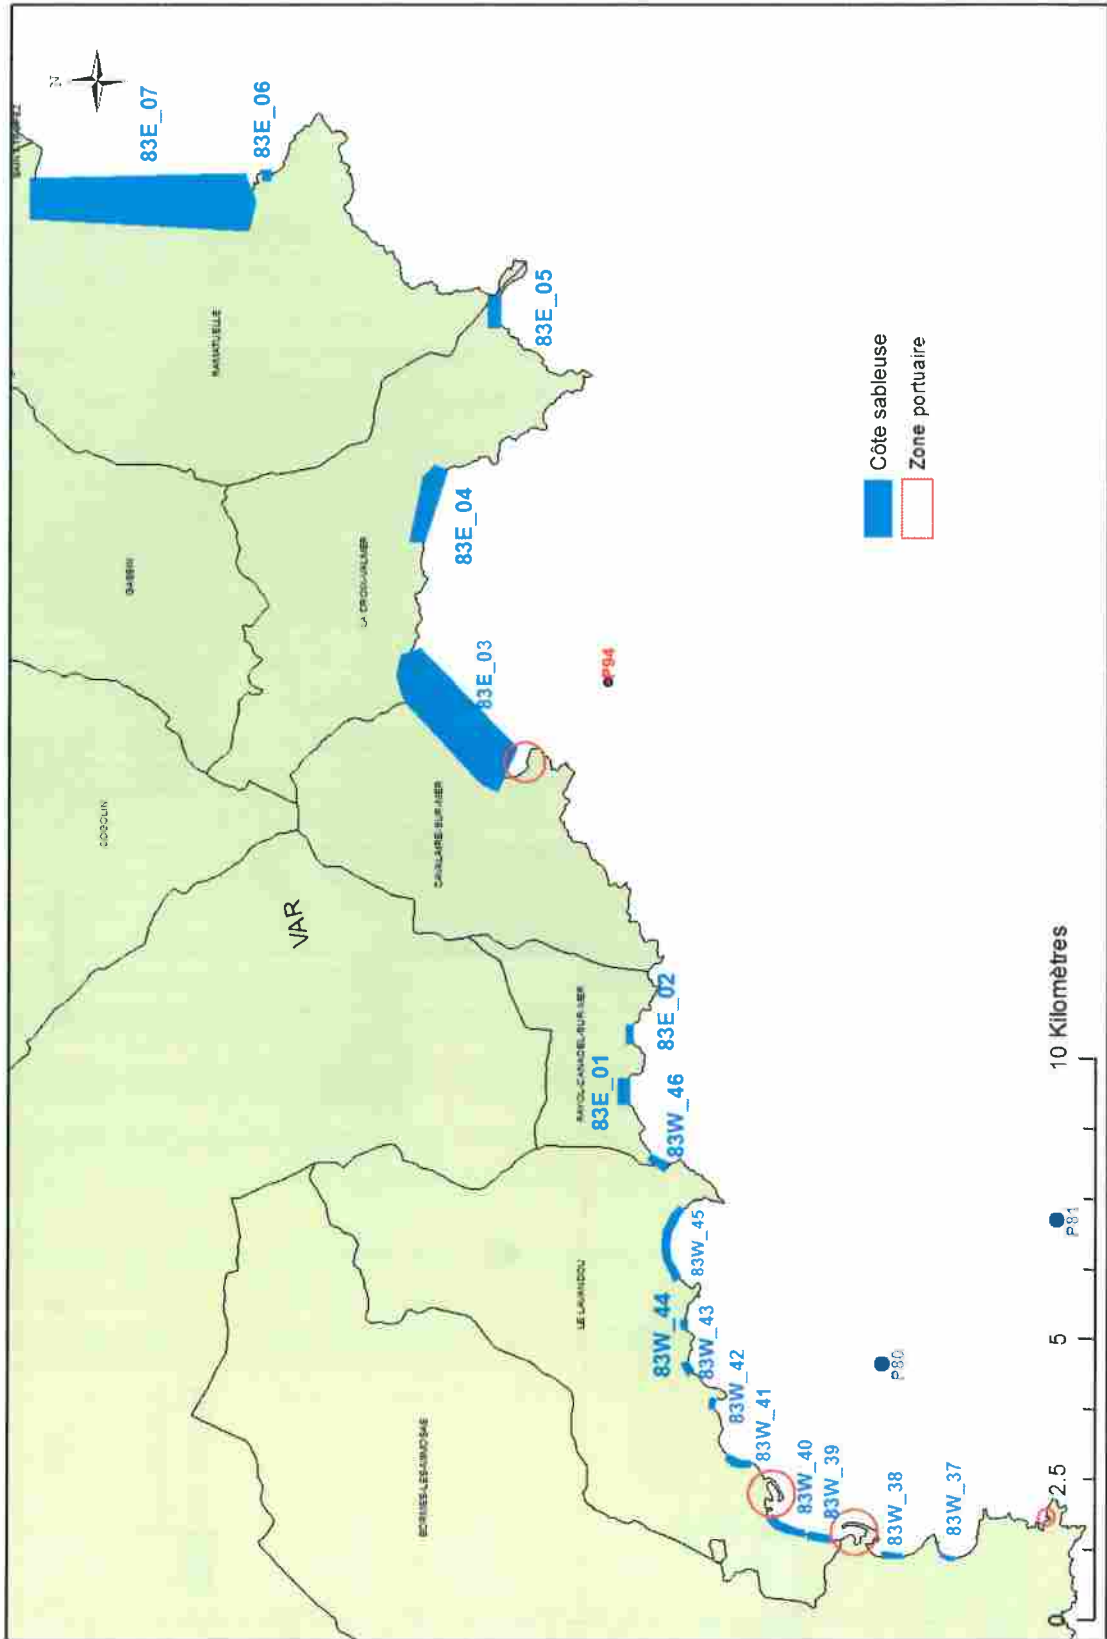 SAINT-TROPEZ
N
83E_07
83E_06
RAMATUELLE
83E_05
GASSIN
LA CROIX-VALMER
83E_04
83E_03
P94
Côte sableuse
Zone portuaire
COGOLIN
CAVALAIRE-SUR-MER
VAR
RAYOL-CANADEL-SUR-MER
83E_02
83E_01
83W_46
LE LAVANDOU
83W_45
83W_44
83W_43
83W_42
83W_41
83W_40
83W_39
83W_38
83W_37
BORMES-LES-MIMOSAS
P81
P80
0 2.5 5 10 Kilomètres